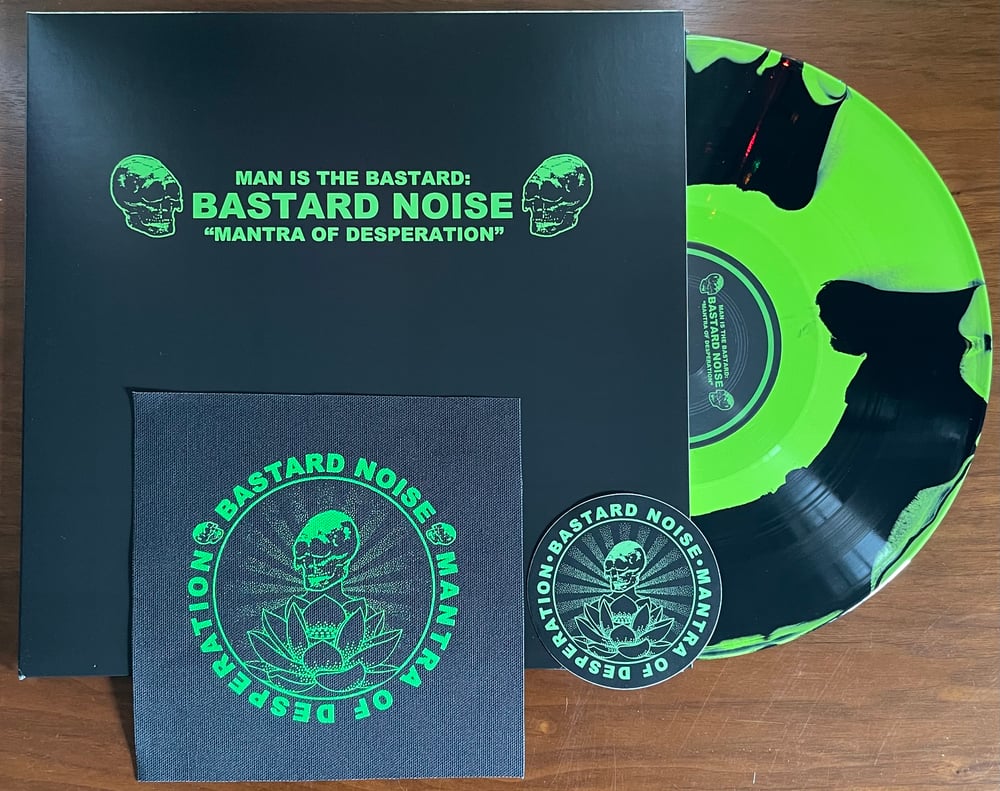 MAN IS THE BASTARD:
BASTARD NOISE
“MANTRA OF DESPERATION”
MAN IS THE BASTARD:
BASTARD NOISE
“MANTRA OF DESPERATION”
BASTARD NOISE
MANTRA OF DESPERATION
•BASTARD NOISE•MANTRA OF DESPERATION